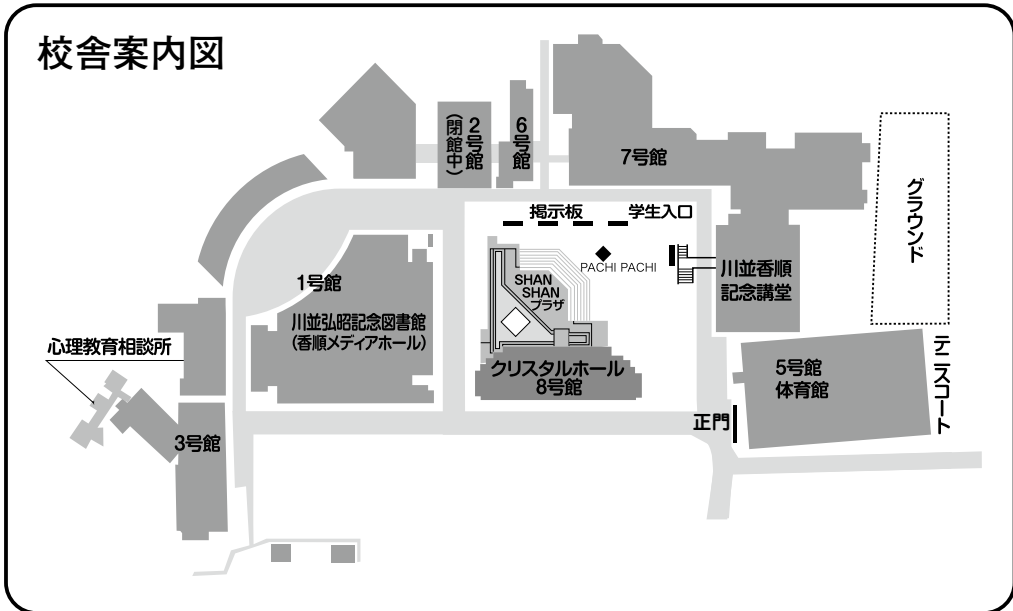 校舎案内図
2号館
(閉館中)
6号館
7号館
グラウンド
掲示板
学生入口
PACHI PACHI
川並香順
記念講堂
1号館
川並弘昭記念図書館
(香順メディアホール)
SHAN
SHAN
プラザ
クリスタルホール
8号館
心理教育相談所
3号館
正門
5号館
体育館
テニスコート